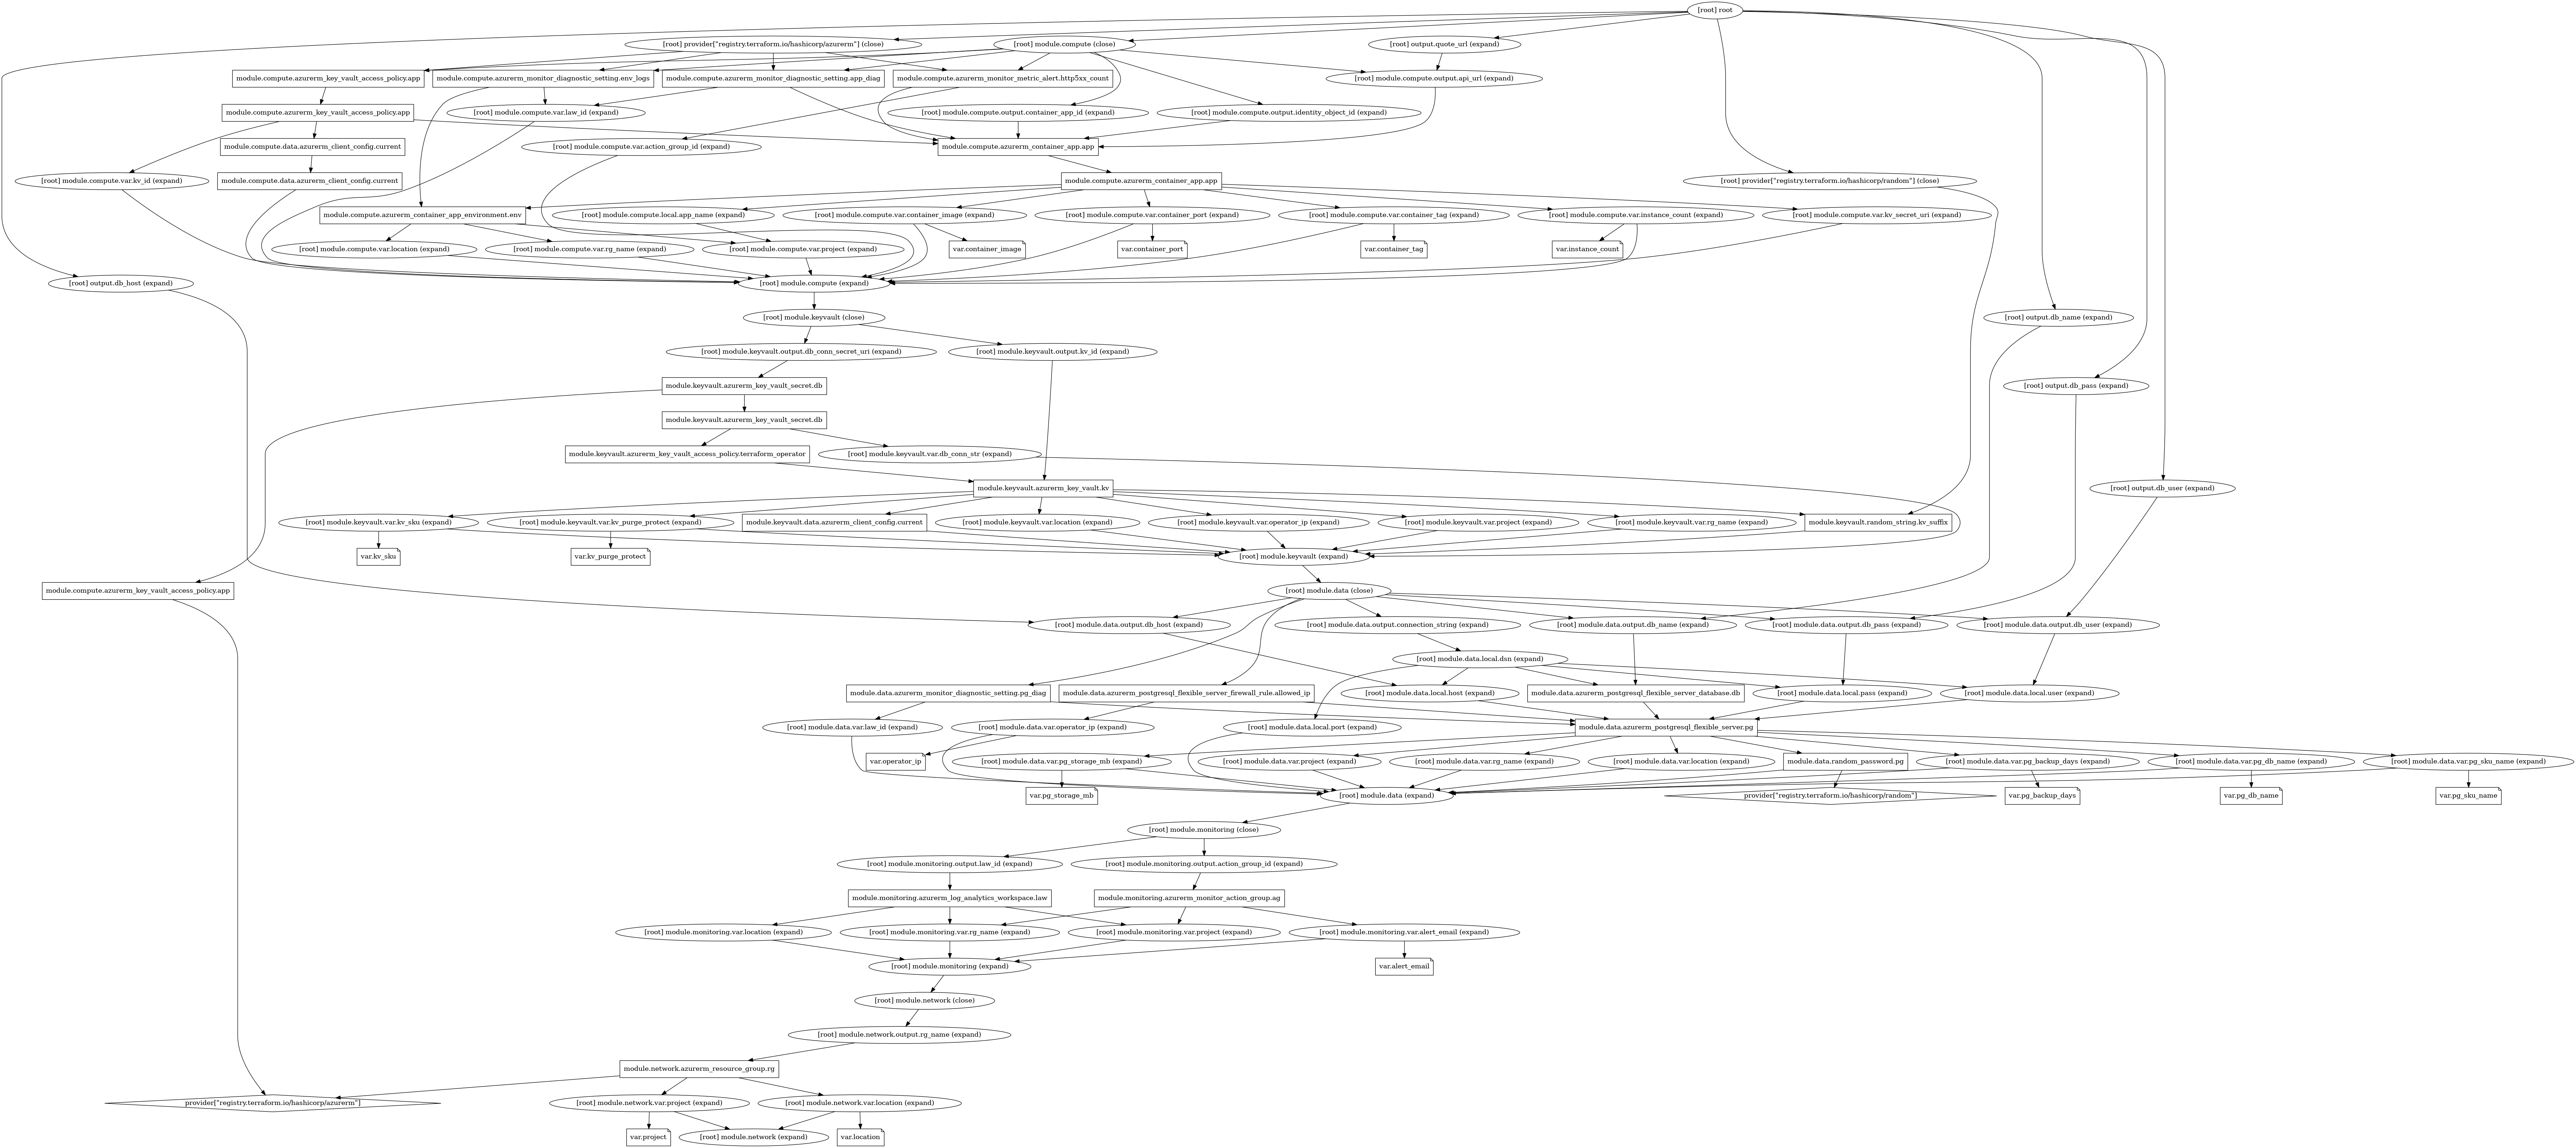 [root] root
[root] provider["registry.terraform.io/hashicorp/azurerm"] (close)
[root] module.compute (close)
[root] output.quote_url (expand)
module.compute.azurerm_key_vault_access_policy.app
module.compute.azurerm_monitor_diagnostic_setting.env_logs
module.compute.azurerm_monitor_diagnostic_setting.app_diag
module.compute.azurerm_monitor_metric_alert.http5xx_count
[root] module.compute.output.api_url (expand)
module.compute.azurerm_key_vault_access_policy.app
[root] module.compute.var.law_id (expand)
[root] module.compute.output.container_app_id (expand)
[root] module.compute.output.identity_object_id (expand)
module.compute.data.azurerm_client_config.current
[root] module.compute.var.action_group_id (expand)
module.compute.azurerm_container_app.app
[root] module.compute.var.kv_id (expand)
module.compute.data.azurerm_client_config.current
module.compute.azurerm_container_app.app
[root] provider["registry.terraform.io/hashicorp/random"] (close)
module.compute.azurerm_container_app_environment.env
[root] module.compute.local.app_name (expand)
[root] module.compute.var.container_image (expand)
[root] module.compute.var.container_port (expand)
[root] module.compute.var.container_tag (expand)
[root] module.compute.var.instance_count (expand)
[root] module.compute.var.kv_secret_uri (expand)
[root] module.compute.var.location (expand)
[root] module.compute.var.rg_name (expand)
[root] module.compute.var.project (expand)
var.container_image
var.container_port
var.container_tag
var.instance_count
[root] output.db_host (expand)
[root] module.compute (expand)
[root] module.keyvault (close)
[root] output.db_name (expand)
[root] module.keyvault.output.db_conn_secret_uri (expand)
[root] module.keyvault.output.kv_id (expand)
module.keyvault.azurerm_key_vault_secret.db
[root] output.db_pass (expand)
module.keyvault.azurerm_key_vault_secret.db
module.keyvault.azurerm_key_vault_access_policy.terraform_operator
[root] module.keyvault.var.db_conn_str (expand)
module.keyvault.azurerm_key_vault.kv
[root] output.db_user (expand)
[root] module.keyvault.var.kv_sku (expand)
[root] module.keyvault.var.kv_purge_protect (expand)
module.keyvault.data.azurerm_client_config.current
[root] module.keyvault.var.location (expand)
[root] module.keyvault.var.operator_ip (expand)
[root] module.keyvault.var.project (expand)
[root] module.keyvault.var.rg_name (expand)
module.keyvault.random_string.kv_suffix
var.kv_sku
var.kv_purge_protect
[root] module.keyvault (expand)
module.compute.azurerm_key_vault_access_policy.app
[root] module.data (close)
[root] module.data.output.db_host (expand)
[root] module.data.output.connection_string (expand)
[root] module.data.output.db_name (expand)
[root] module.data.output.db_pass (expand)
[root] module.data.output.db_user (expand)
[root] module.data.local.dsn (expand)
module.data.azurerm_monitor_diagnostic_setting.pg_diag
module.data.azurerm_postgresql_flexible_server_firewall_rule.allowed_ip
[root] module.data.local.host (expand)
module.data.azurerm_postgresql_flexible_server_database.db
[root] module.data.local.pass (expand)
[root] module.data.local.user (expand)
[root] module.data.var.law_id (expand)
[root] module.data.var.operator_ip (expand)
[root] module.data.local.port (expand)
module.data.azurerm_postgresql_flexible_server.pg
var.operator_ip
[root] module.data.var.pg_storage_mb (expand)
[root] module.data.var.project (expand)
[root] module.data.var.rg_name (expand)
[root] module.data.var.location (expand)
module.data.random_password.pg
[root] module.data.var.pg_backup_days (expand)
[root] module.data.var.pg_db_name (expand)
[root] module.data.var.pg_sku_name (expand)
var.pg_storage_mb
[root] module.data (expand)
provider["registry.terraform.io/hashicorp/random"]
var.pg_backup_days
var.pg_db_name
var.pg_sku_name
[root] module.monitoring (close)
[root] module.monitoring.output.law_id (expand)
[root] module.monitoring.output.action_group_id (expand)
module.monitoring.azurerm_log_analytics_workspace.law
module.monitoring.azurerm_monitor_action_group.ag
[root] module.monitoring.var.location (expand)
[root] module.monitoring.var.rg_name (expand)
[root] module.monitoring.var.project (expand)
[root] module.monitoring.var.alert_email (expand)
[root] module.monitoring (expand)
var.alert_email
[root] module.network (close)
[root] module.network.output.rg_name (expand)
module.network.azurerm_resource_group.rg
provider["registry.terraform.io/hashicorp/azurerm"]
[root] module.network.var.project (expand)
[root] module.network.var.location (expand)
var.project
[root] module.network (expand)
var.location